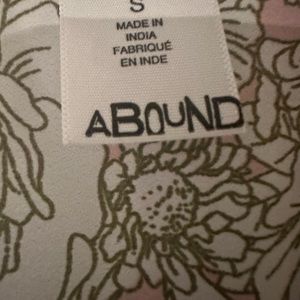 S
MADE IN
INDIA
FABRIQUÉ
EN INDE
ABOUND